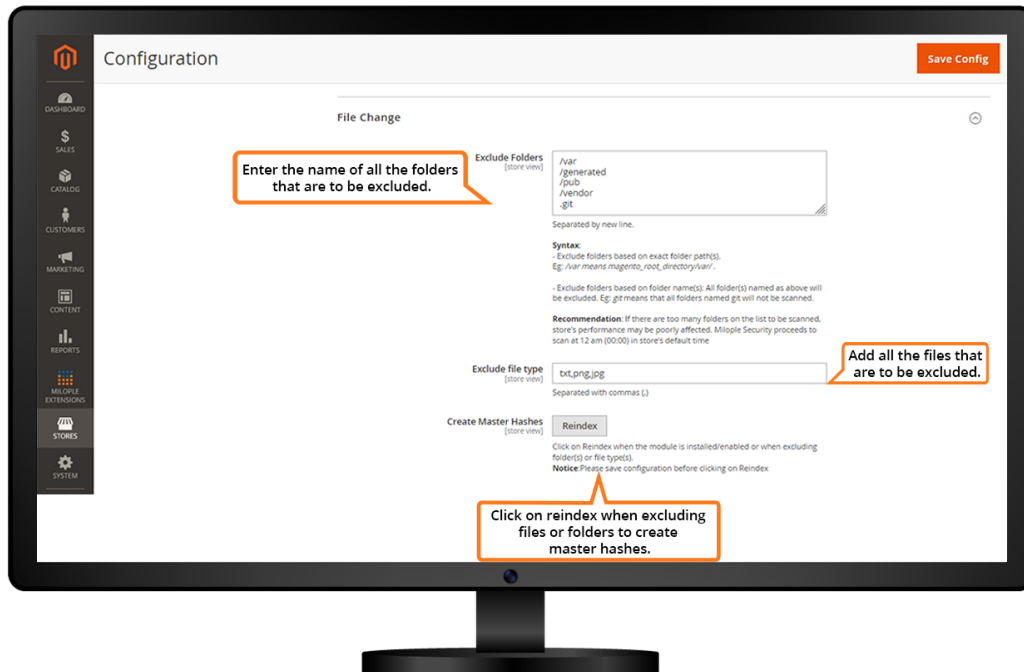 Configuration
Save Config
DASHBOARD
$
SALES
CATALOG
CUSTOMERS
MARKETING
CONTENT
REPORTS
MILOPLE
EXTENSIONS
STORES
SYSTEM
File Change
Enter the name of all the folders
that are to be excluded.
Exclude Folders
[store view]
/var
/generated
/pub
/vendor
.git
Separated by new line.
Syntax:
- Exclude folders based on exact folder path(s).
Eg: /var means magento_root_directory/var/ .
- Exclude folders based on folder name(s): All folder(s) named as above will
be excluded. Eg: git means that all folders named git will not be scanned.
Recommendation: If there are too many folders on the list to be scanned,
store's performance may be poorly affected. Milople Security proceeds to
scan at 12 am (00:00) in store's default time
Add all the files that
are to be excluded.
Exclude file type
[store view]
txt,png,jpg
Separated with commas (,)
Create Master Hashes
[store view]
Reindex
Click on Reindex when the module is installed/enabled or when excluding
folder(s) or file type(s).
Notice:Please save configuration before clicking on Reindex
Click on reindex when excluding
files or folders to create
master hashes.